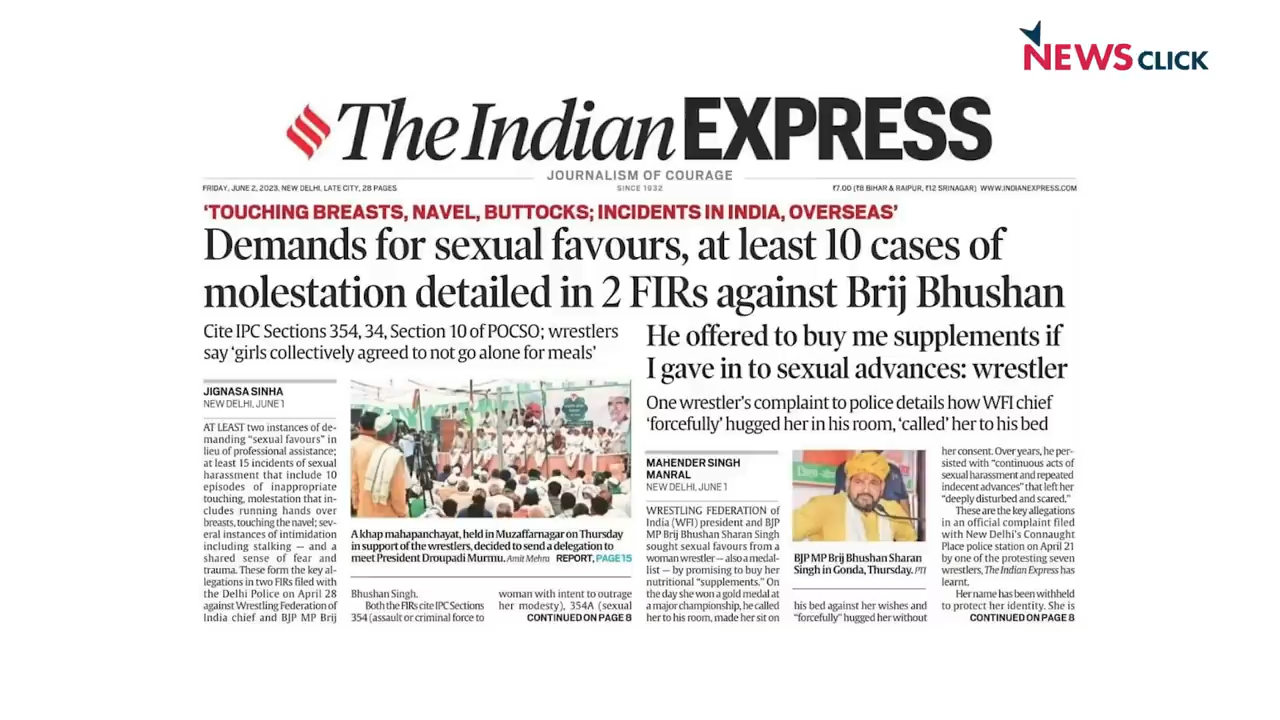 NEWSCLICK
The Indian EXPRESS
JOURNALISM OF COURAGE
FRIDAY, JUNE 2, 2023, NEW DELHI, LATE CITY, 28 PAGES
SINCE 1932
₹7.00 (₹8 BIHAR & RAIPUR, ₹12 SRINAGAR) WWW.INDIANEXPRESS.COM
‘TOUCHING BREASTS, NAVEL, BUTTOCKS; INCIDENTS IN INDIA, OVERSEAS’
Demands for sexual favours, at least 10 cases of
molestation detailed in 2 FIRs against Brij Bhushan
Cite IPC Sections 354, 34, Section 10 of POCSO; wrestlers
say ‘girls collectively agreed to not go alone for meals’
JIGNASA SINHA
NEW DELHI, JUNE 1
AT LEAST two instances of de-
manding “sexual favours” in
lieu of professional assistance;
at least 15 incidents of sexual
harassment that include 10
episodes of inappropriate
touching, molestation that in-
cludes running hands over
breasts, touching the navel; sev-
eral instances of intimidation
including stalking — and a
shared sense of fear and
trauma. These form the key al-
legations in two FIRs filed with
the Delhi Police on April 28
against Wrestling Federation of
India chief and BJP MP Brij
A khap mahapanchayat, held in Muzaffarnagar on Thursday
in support of the wrestlers, decided to send a delegation to
meet President Droupadi Murmu. Amit Mehra REPORT, PAGE 15
Bhushan Singh.
Both the FIRs cite IPC Sections
354 (assault or criminal force to
woman with intent to outrage
her modesty), 354A (sexual
CONTINUED ON PAGE 8
He offered to buy me supplements if
I gave in to sexual advances: wrestler
One wrestler’s complaint to police details how WFI chief
‘forcefully’ hugged her in his room, ‘called’ her to his bed
MAHENDER SINGH
MANRAL
NEW DELHI, JUNE 1
WRESTLING FEDERATION of
India (WFI) president and BJP
MP Brij Bhushan Sharan Singh
sought sexual favours from a
woman wrestler — also a medal-
list — by promising to buy her
nutritional “supplements.” On
the day she won a gold medal at
a major championship, he called
her to his room, made her sit on
BJP MP Brij Bhushan Sharan
Singh in Gonda, Thursday. PTI
his bed against her wishes and
“forcefully” hugged her without
her consent. Over years, he per-
sisted with “continuous acts of
sexual harassment and repeated
indecent advances” that left her
“deeply disturbed and scared.”
These are the key allegations
in an official complaint filed
with New Delhi’s Connaught
Place police station on April 21
by one of the protesting seven
wrestlers, The Indian Express has
learnt.
Her name has been withheld
to protect her identity. She is
CONTINUED ON PAGE 8